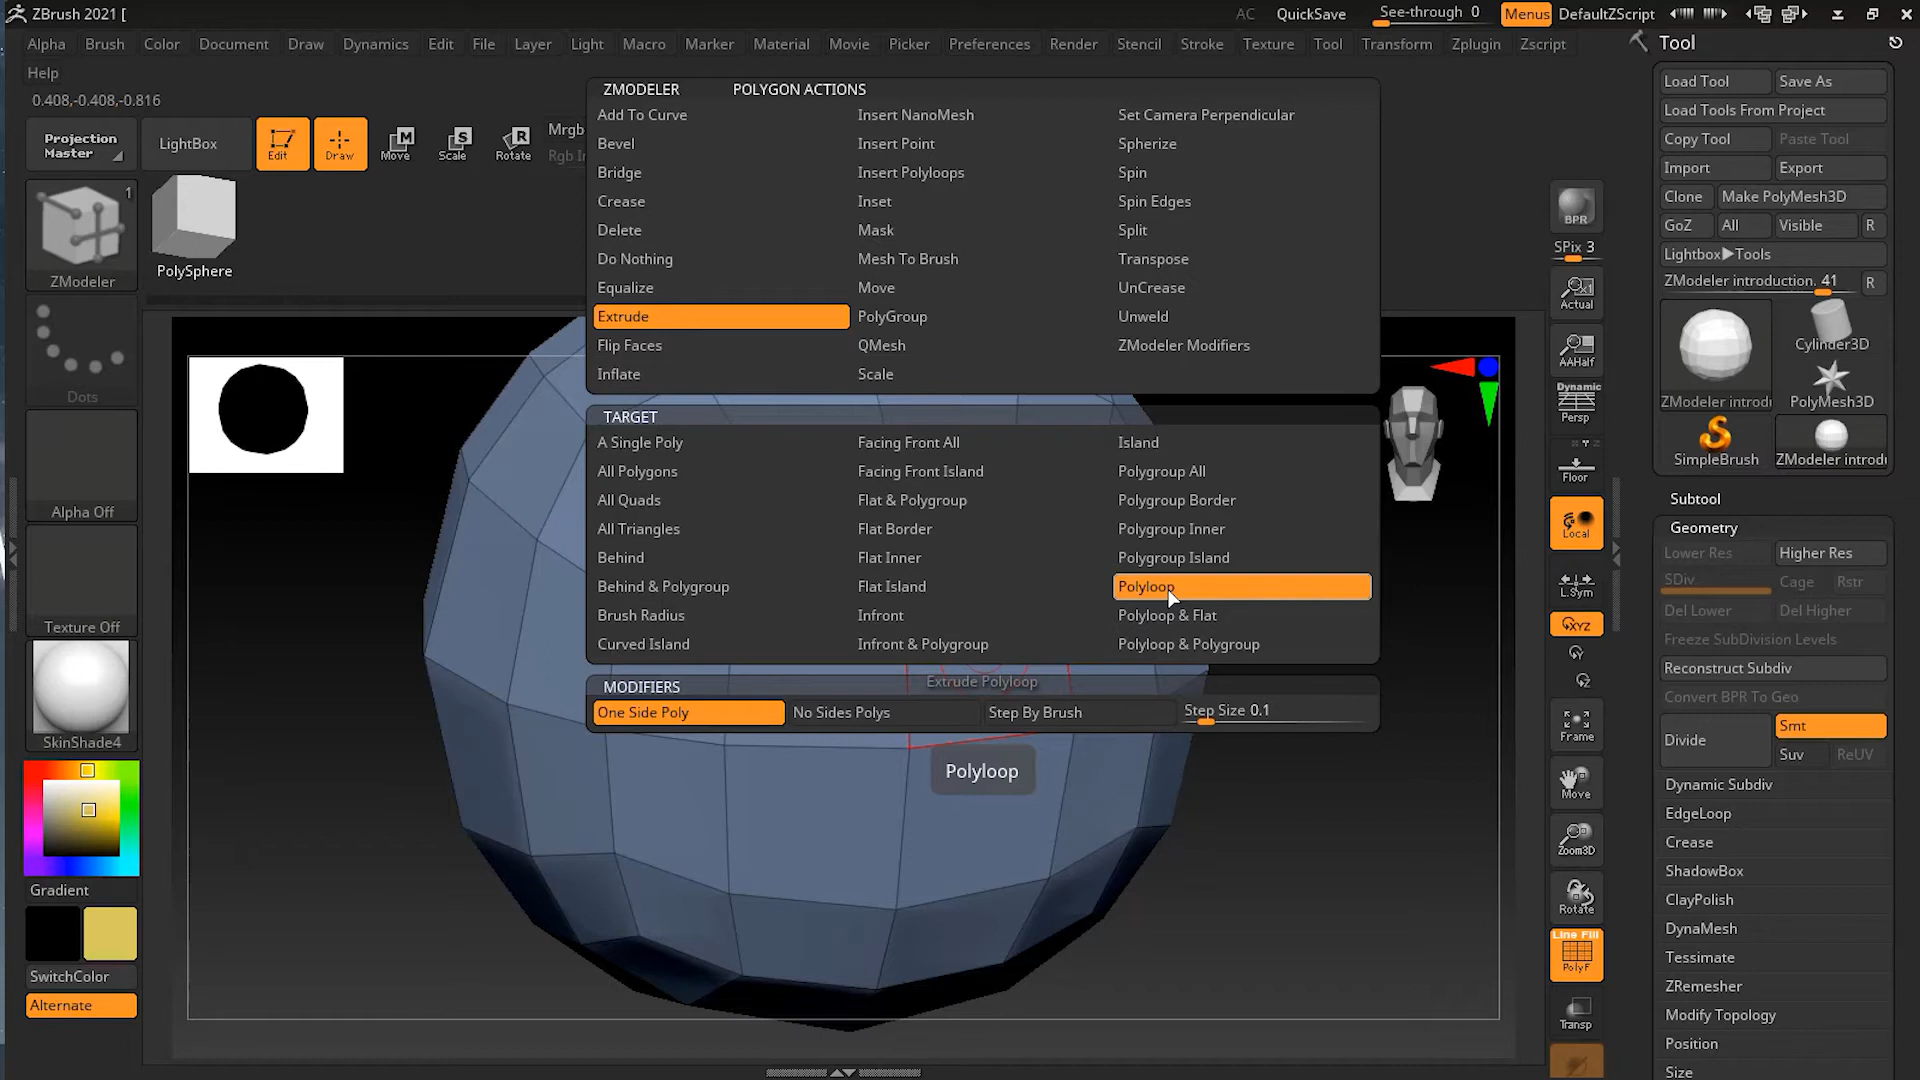 ZBrush 2021 [
AC QuickSave See-through 0 Menus DefaultZScript
Alpha Brush Color Document Draw Dynamics Edit File Layer Light Macro Marker Material Movie Picker Preferences Render Stencil Stroke Texture Tool Transform Zplugin Zscript
Help
0.408,-0.408,-0.816
Projection
Master
LightBox
Edit
Draw
Move
Scale
Rotate
Mrgb
ZModeler
1
PolySphere
Dots
Alpha Off
Texture Off
SkinShade4
Gradient
SwitchColor
Alternate
ZMODELER POLYGON ACTIONS
Add To Curve Insert NanoMesh Set Camera Perpendicular
Bevel Insert Point Spherize
Bridge Insert Polyloops Spin
Crease Inset Spin Edges
Delete Mask Split
Do Nothing Mesh To Brush Transpose
Equalize Move UnCrease
Extrude PolyGroup Unweld
Flip Faces QMesh ZModeler Modifiers
Inflate Scale
TARGET
A Single Poly Facing Front All Island
All Polygons Facing Front Island Polygroup All
All Quads Flat & Polygroup Polygroup Border
All Triangles Flat Border Polygroup Inner
Behind Flat Inner Polygroup Island
Behind & Polygroup Flat Island Polyloop
Brush Radius Infront Polyloop & Flat
Curved Island Infront & Polygroup Polyloop & Polygroup
MODIFIERS
Extrude Polyloop
One Side Poly No Sides Polys Step By Brush Step Size 0.1
Polyloop
BPR
SPix 3
Actual
AAHalf
Dynamic
Persp
Floor
Local
L.Sym
XYZ
Frame
Move
Zoom3D
Rotate
Line Fill
PolyF
Transp
Tool
Load Tool Save As
Load Tools From Project
Copy Tool Paste Tool
Import Export
Clone Make PolyMesh3D
GoZ All Visible R
Lightbox▶Tools
ZModeler introduction. 41 R
Cylinder3D
ZModeler introdu PolyMesh3D
SimpleBrush ZModeler introdu
Subtool
Geometry
Lower Res Higher Res
SDiv Cage Rstr
Del Lower Del Higher
Freeze SubDivision Levels
Reconstruct Subdiv
Convert BPR To Geo
Divide Smt
Suv ReUV
Dynamic Subdiv
EdgeLoop
Crease
ShadowBox
ClayPolish
DynaMesh
Tessimate
ZRemesher
Modify Topology
Position
Size